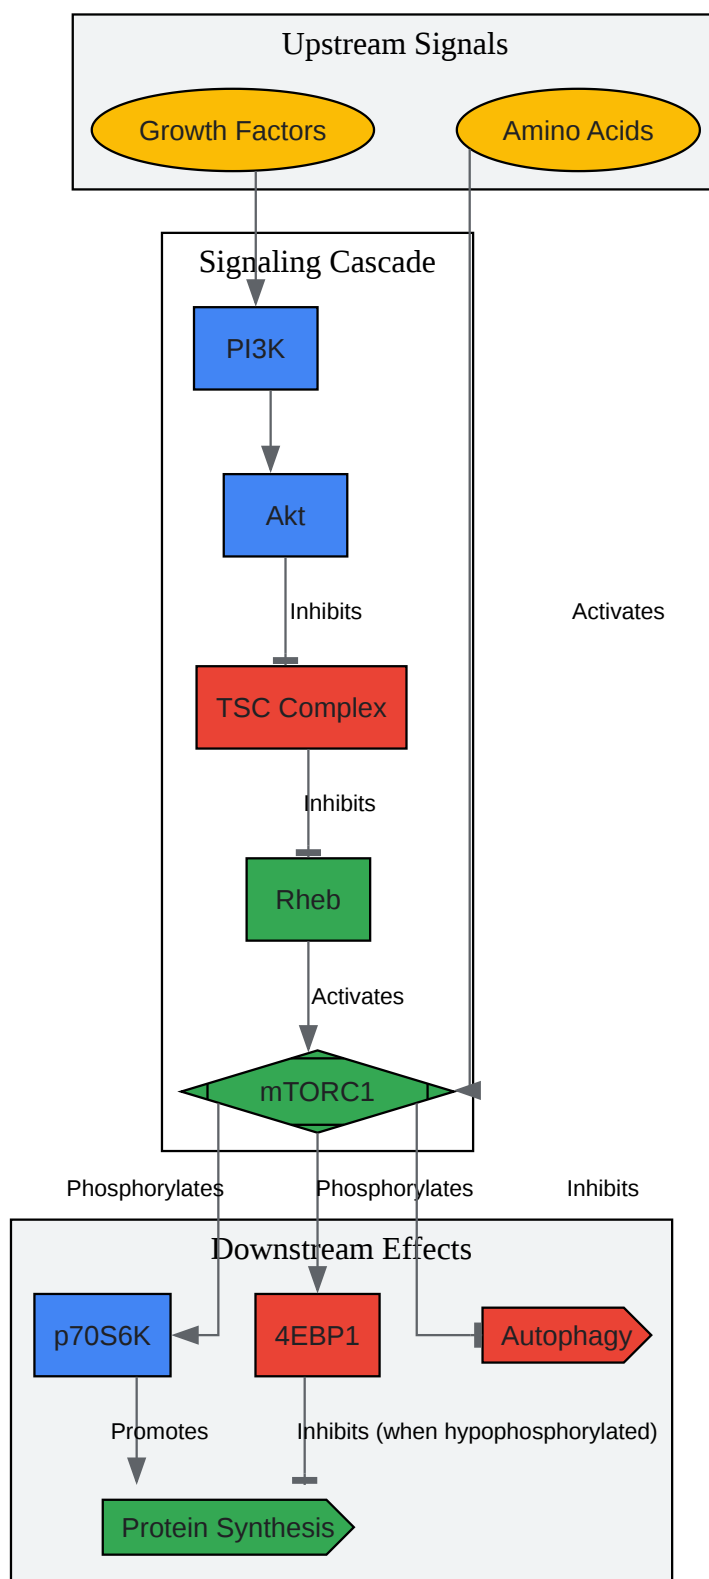 Upstream Signals
Growth Factors
Amino Acids
Signaling Cascade
PI3K
Akt
Inhibits
Activates
TSC Complex
Inhibits
Rheb
Activates
mTORC1
Phosphorylates
Phosphorylates
Inhibits
Downstream Effects
p70S6K
4EBP1
Autophagy
Promotes
Inhibits (when hypophosphorylated)
Protein Synthesis